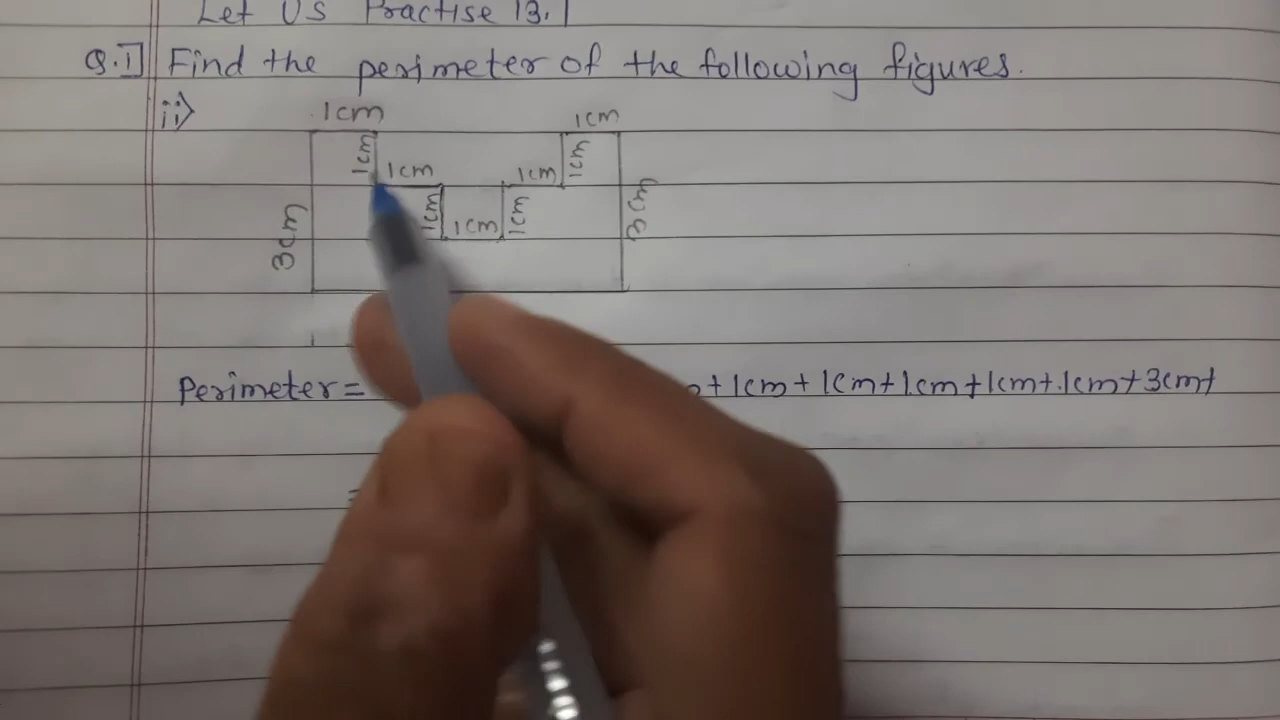 Let Us Practise 13.1
Q.1] Find the perimeter of the following figures.
ii)
1cm 1cm
1cm 1cm
1cm 1cm
1cm 1cm
1cm 1cm
3cm 3cm
Perimeter = + 1cm + 1cm + 1cm + 1cm + 1cm + 3cm +
=